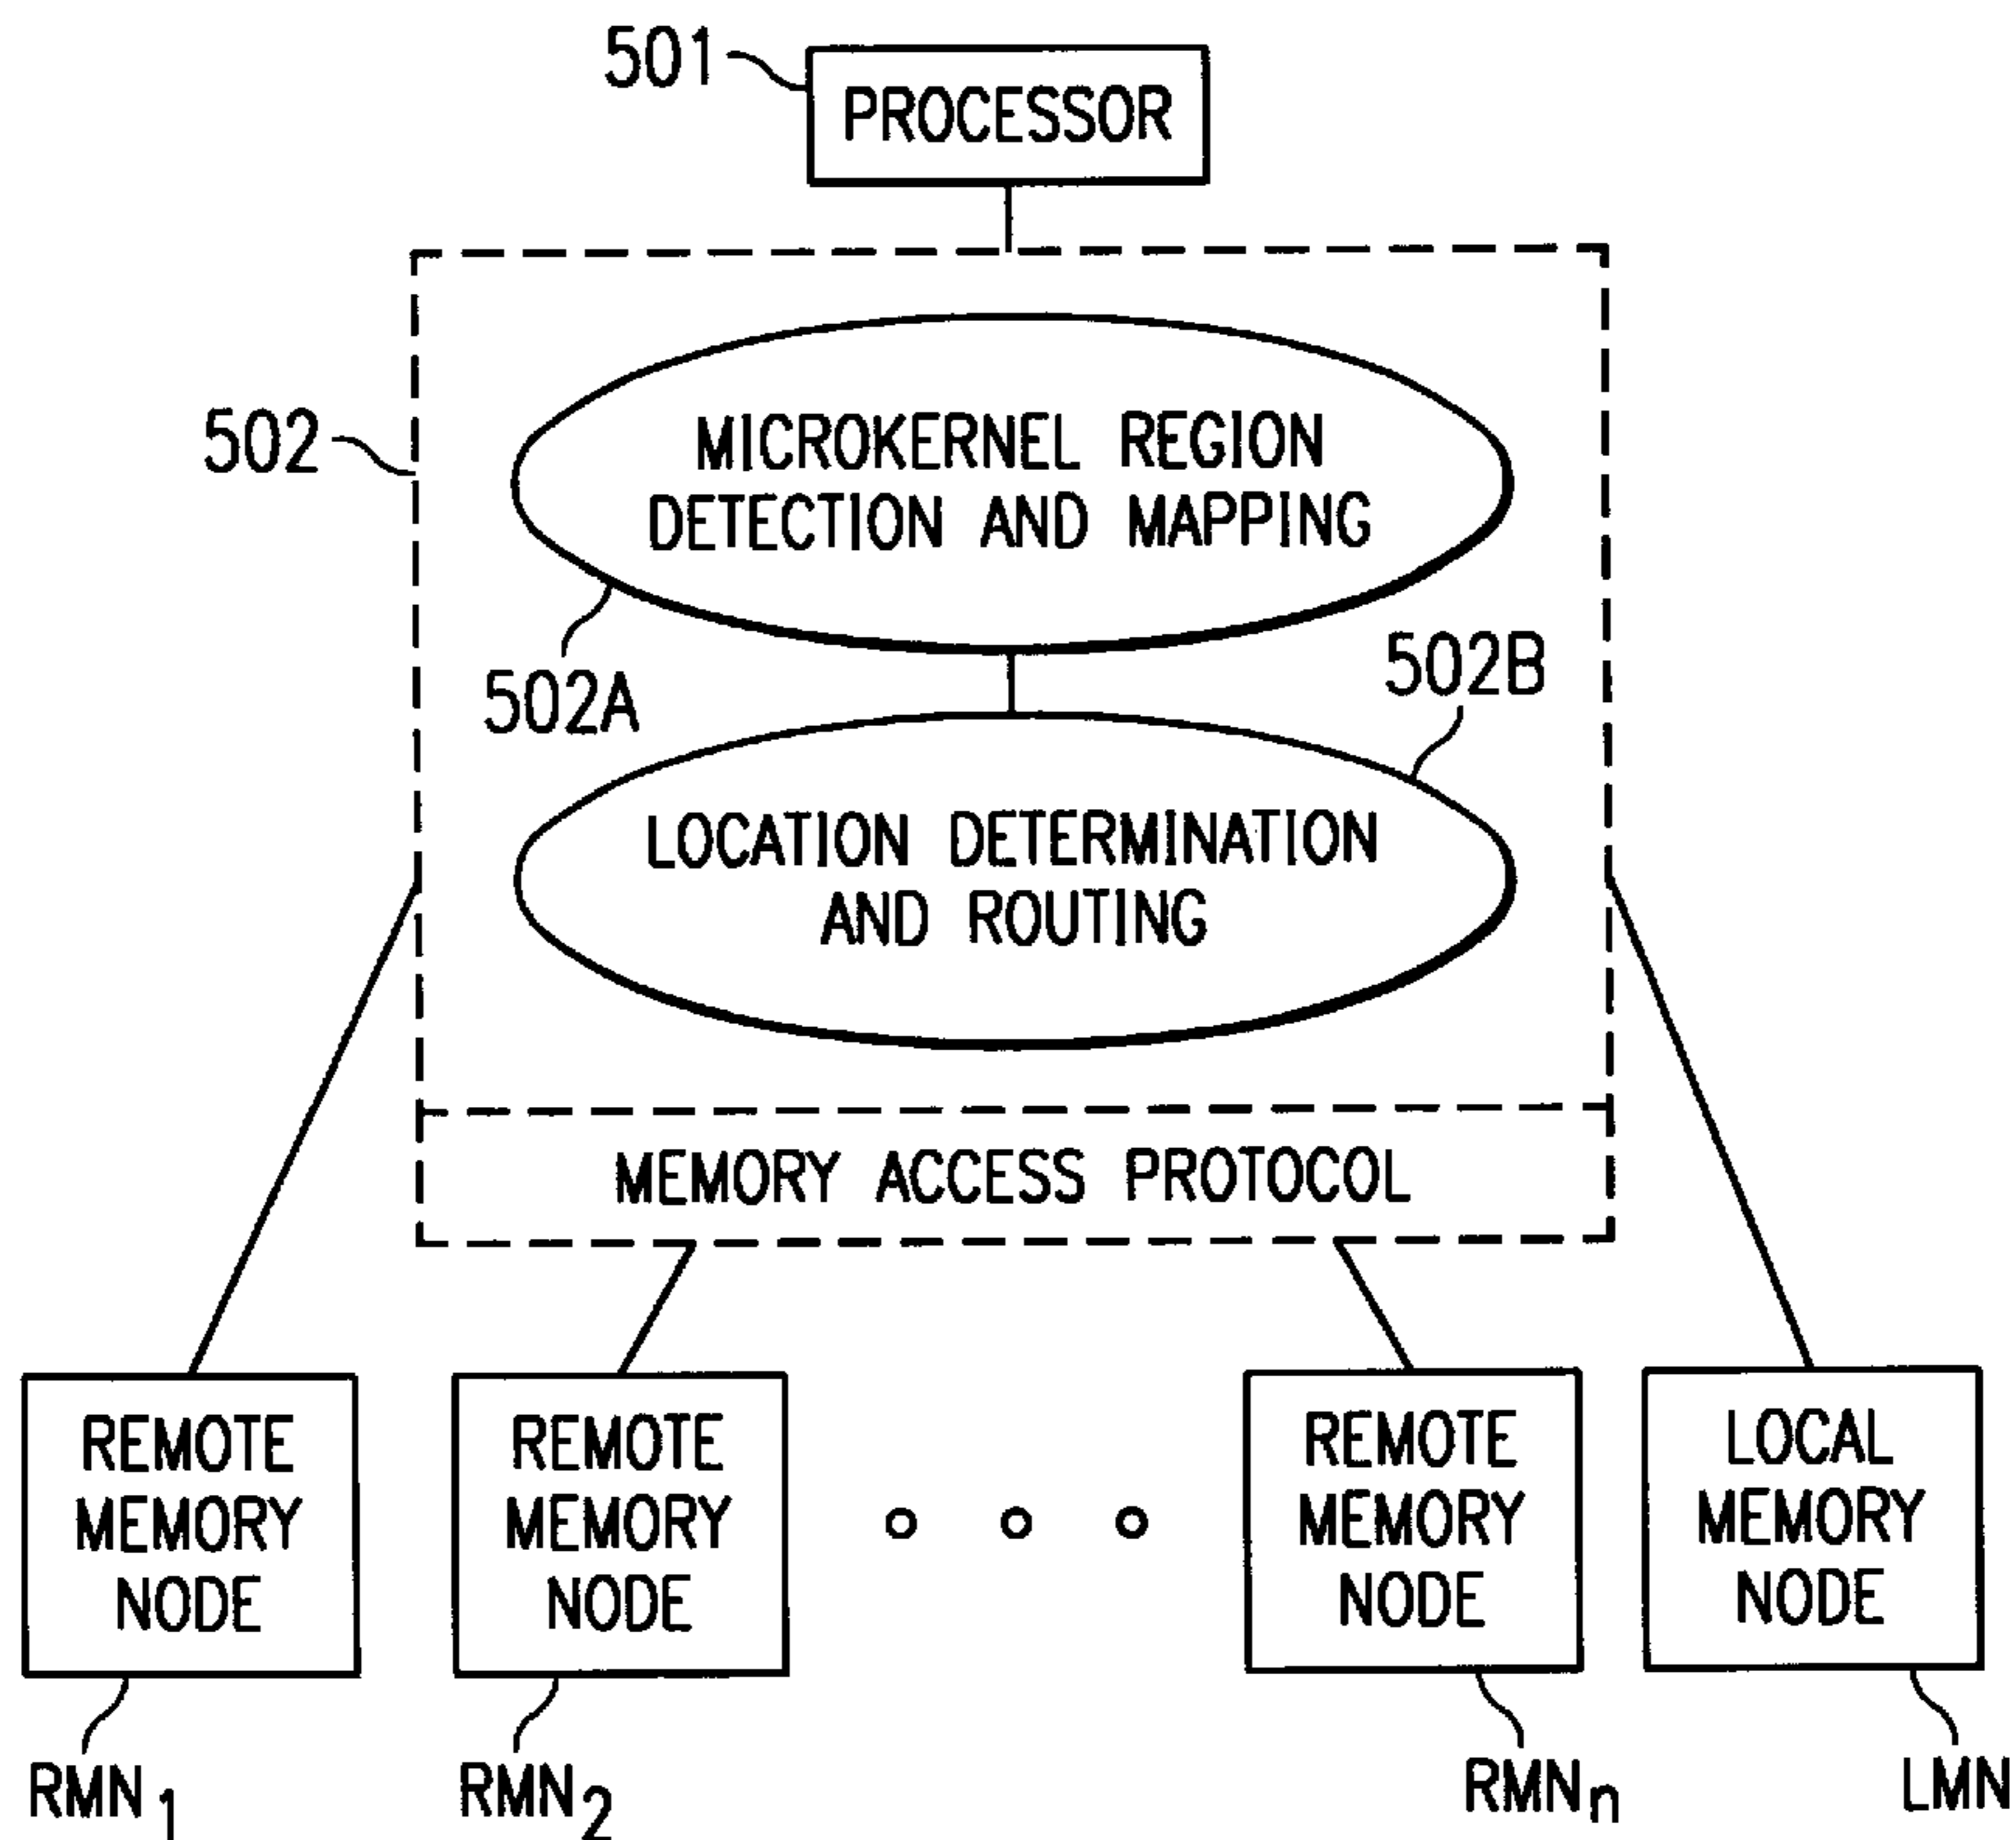 501
PROCESSOR
502
MICROKERNEL REGION
DETECTION AND MAPPING
502A
502B
LOCATION DETERMINATION
AND ROUTING
MEMORY ACCESS PROTOCOL
REMOTE
MEMORY
NODE
REMOTE
MEMORY
NODE
REMOTE
MEMORY
NODE
LOCAL
MEMORY
NODE
RMN1
RMN2
RMNn
LMN